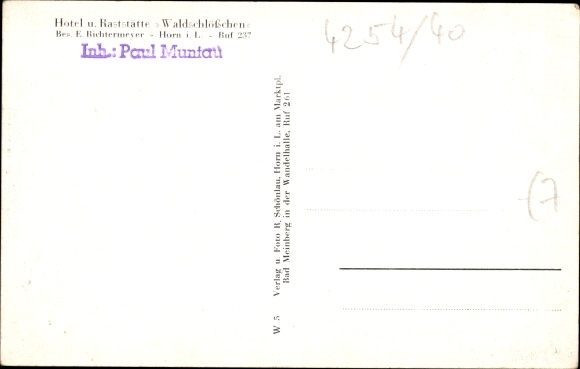 Hotel u. Raststätte »Waldschlößchen«
Bes. E. Richtermeyer - Horn i. L. - Ruf 237
Inh.: Paul Muntau
4254/40
W 5 Verlag u. Foto R. Schönlau, Horn i. L. am Marktpl.
Bad Meinberg in der Wandelhalle, Ruf 261
(7